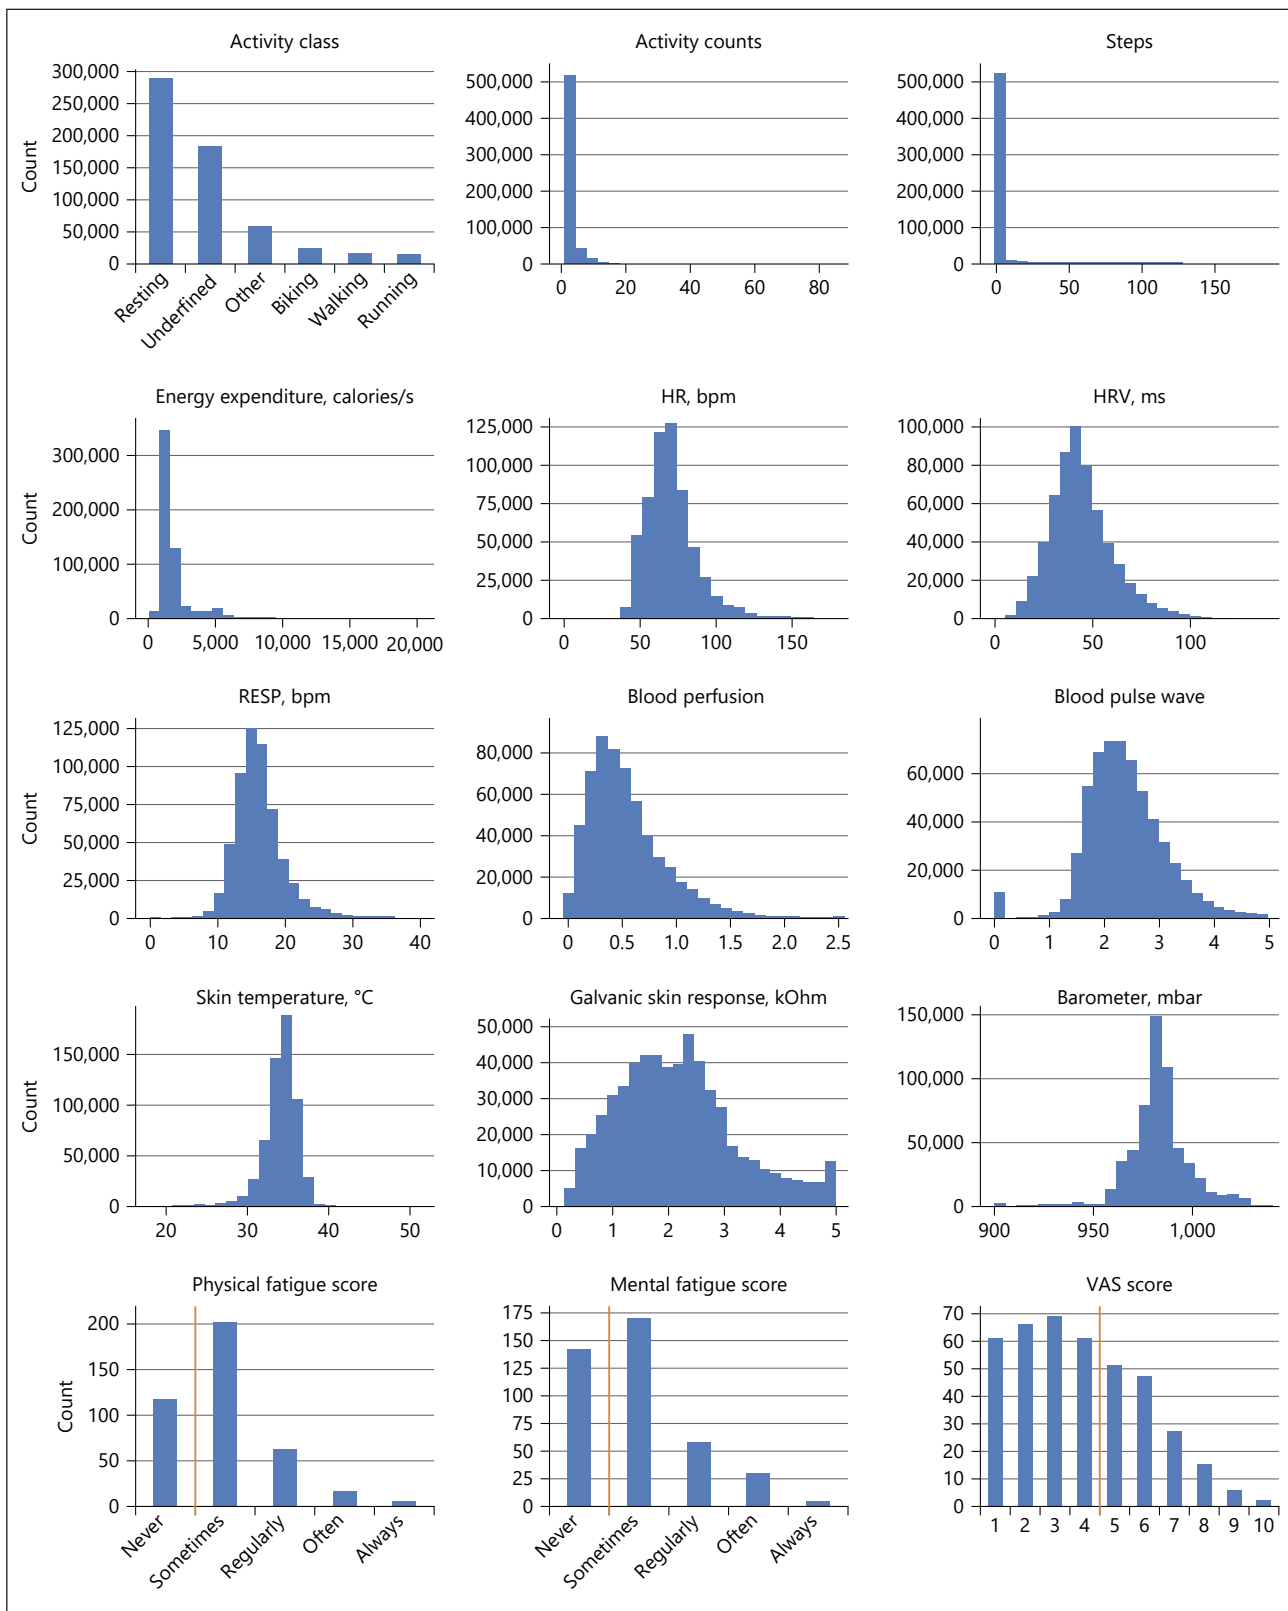 Activity class
Activity counts
Steps
Count
300,000
250,000
200,000
150,000
100,000
50,000
0
Resting
Underfined
Other
Biking
Walking
Running
500,000
400,000
300,000
200,000
100,000
0
0 20 40 60 80
500,000
400,000
300,000
200,000
100,000
0
0 50 100 150
Energy expenditure, calories/s
HR, bpm
HRV, ms
Count
300,000
200,000
100,000
0
0 5,000 10,000 15,000 20,000
125,000
100,000
75,000
50,000
25,000
0
0 50 100 150
100,000
80,000
60,000
40,000
20,000
0
0 50 100
RESP, bpm
Blood perfusion
Blood pulse wave
Count
125,000
100,000
75,000
50,000
25,000
0
0 10 20 30 40
80,000
60,000
40,000
20,000
0
0 0.5 1.0 1.5 2.0 2.5
60,000
40,000
20,000
0
0 1 2 3 4 5
Skin temperature, °C
Galvanic skin response, kOhm
Barometer, mbar
Count
150,000
100,000
50,000
0
20 30 40 50
50,000
40,000
30,000
20,000
10,000
0
0 1 2 3 4 5
150,000
100,000
50,000
0
900 950 1,000
Physical fatigue score
Mental fatigue score
VAS score
Count
200
150
100
50
0
Never
Sometimes
Regularly
Often
Always
175
150
125
100
75
50
25
0
Never
Sometimes
Regularly
Often
Always
70
60
50
40
30
20
10
0
1 2 3 4 5 6 7 8 9 10